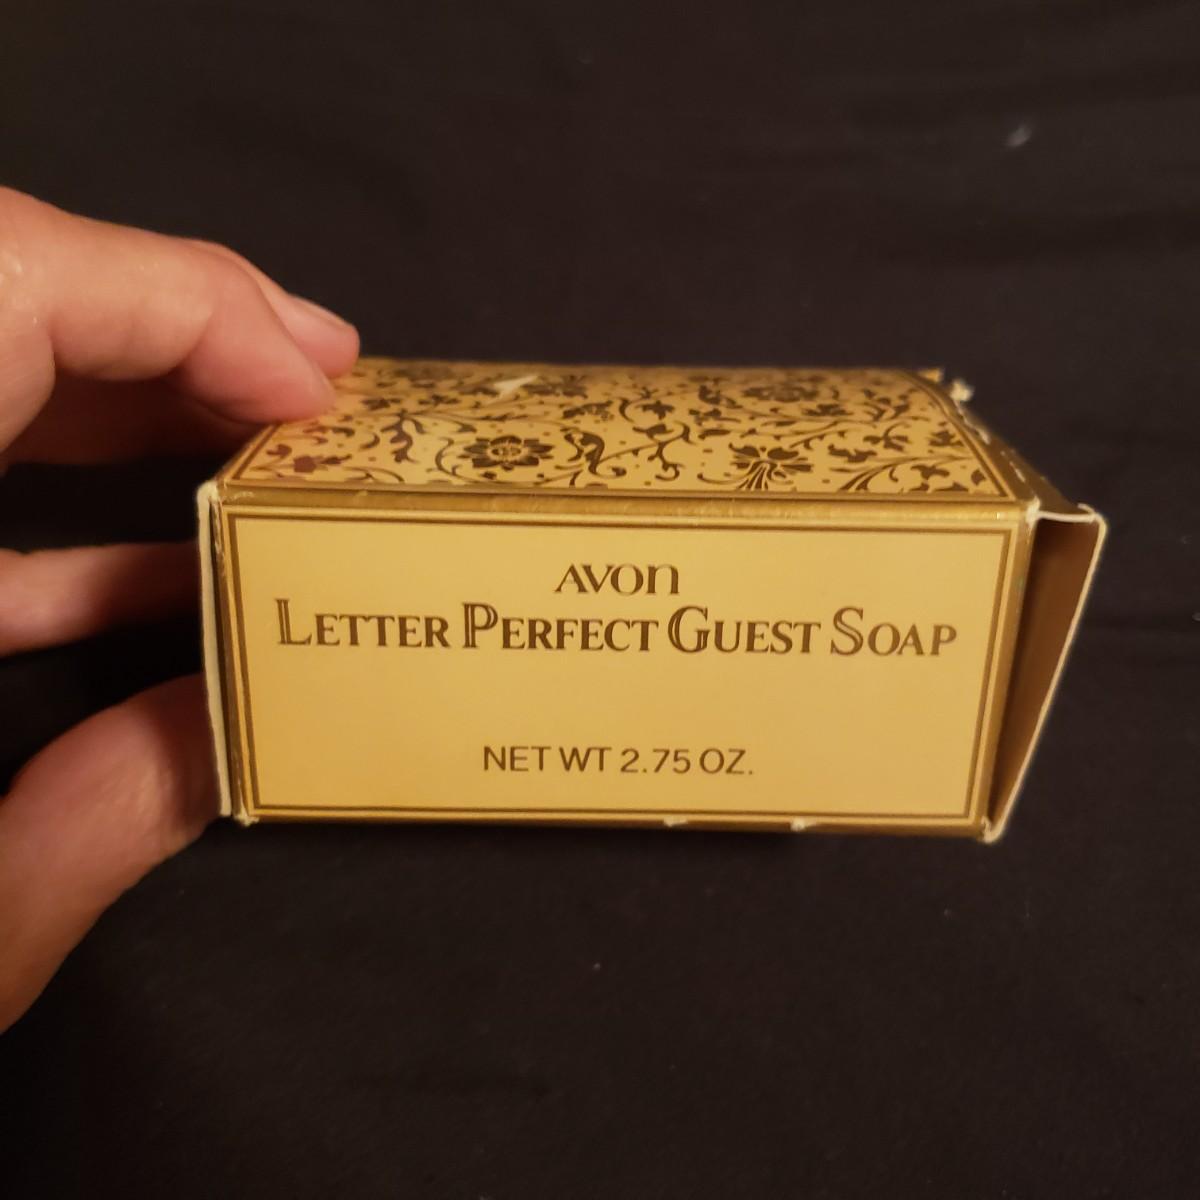 AVON
LETTER PERFECT GUEST SOAP
NET WT 2.75 OZ.